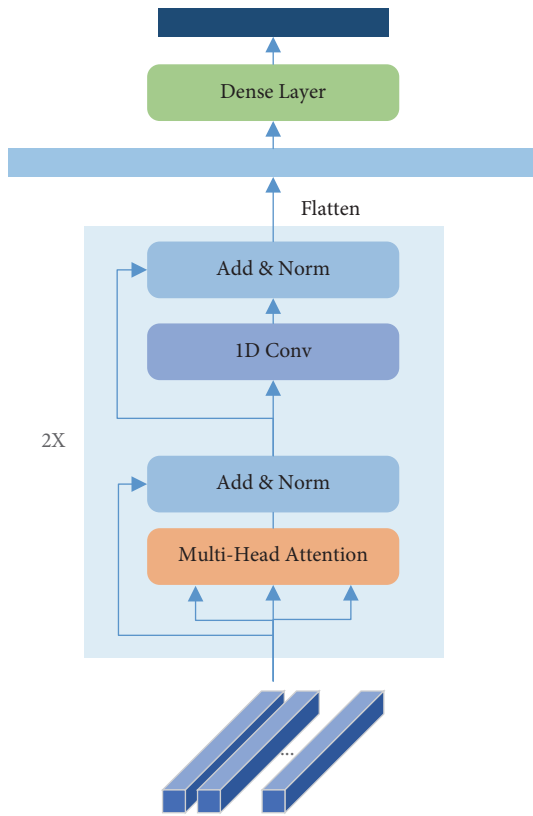 Dense Layer
Flatten
Add & Norm
1D Conv
2X
Add & Norm
Multi-Head Attention
...